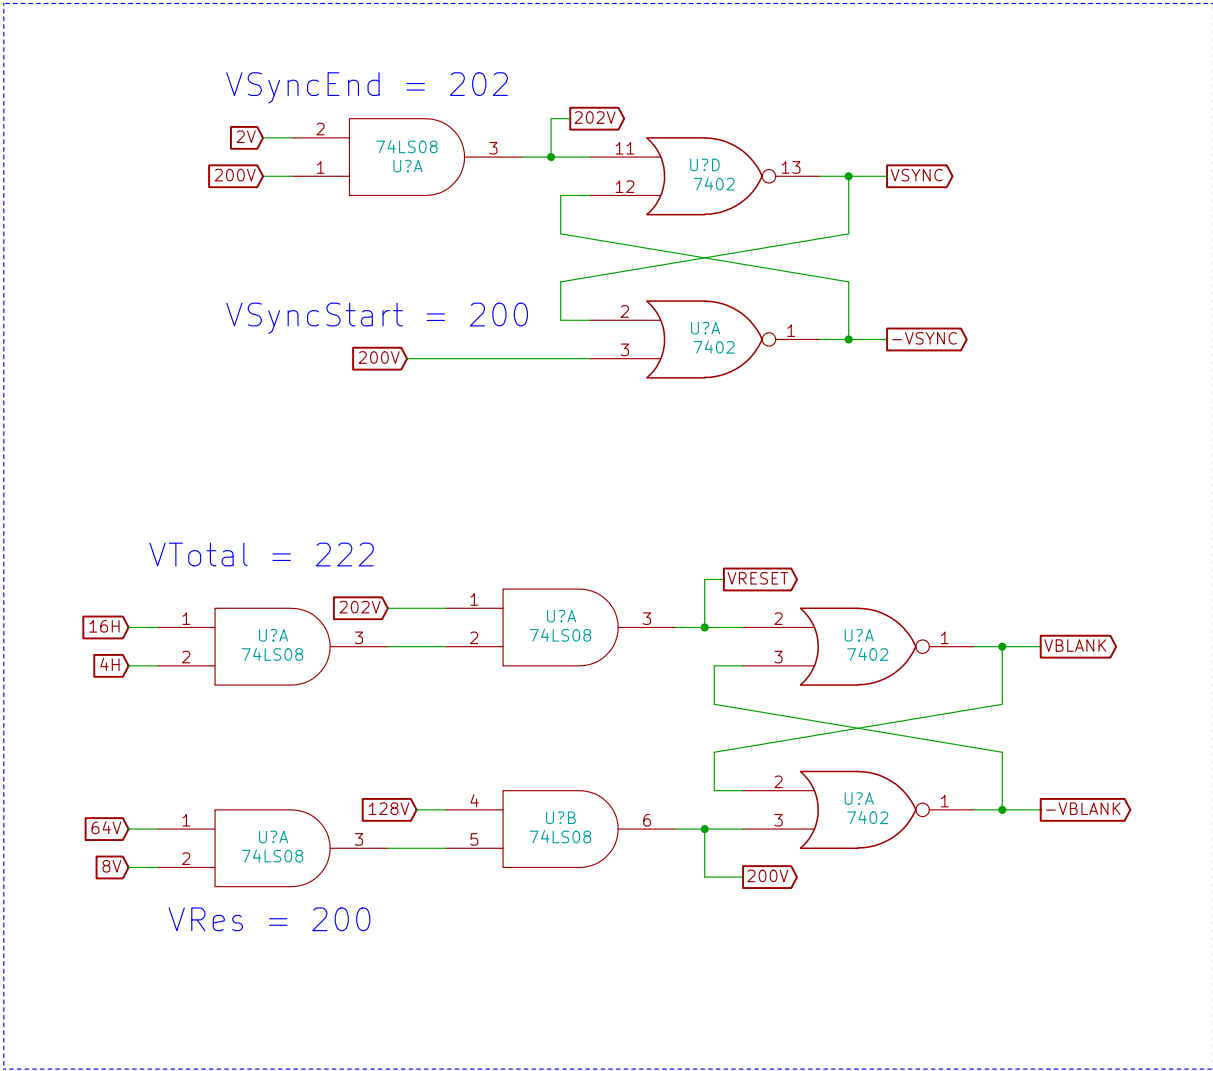 VSyncEnd = 202
202V
2V
2
74LS08
U?A
3
11
U?D
7402
13
VSYNC
200V
1
12
VSyncStart = 200
2
U?A
7402
1
-VSYNC
200V
3
VTotal = 222
VRESET
202V
1
U?A
74LS08
3
2
16H
1
U?A
74LS08
3
2
U?A
7402
1
VBLANK
4H
2
3
128V
4
U?B
74LS08
6
5
2
U?A
7402
1
-VBLANK
64V
1
U?A
74LS08
3
3
8V
2
200V
VRes = 200